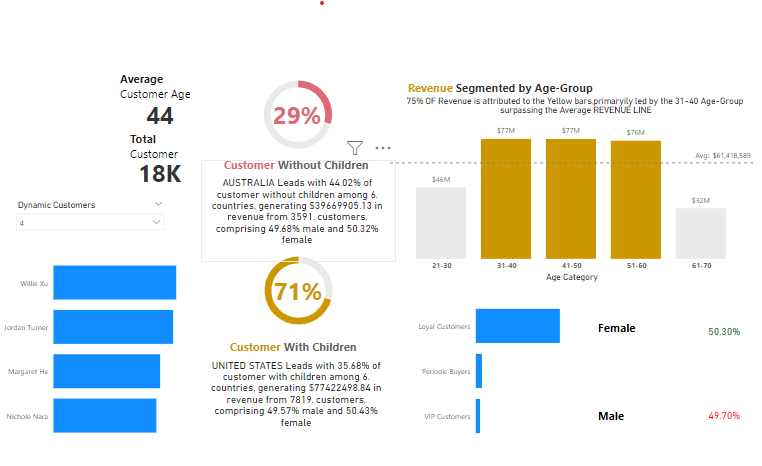 Average
Customer Age
44
Total
Customer
18K
Dynamic Customers
4
Willie Xu
Jordan Turner
Margaret He
Nichole Nara
29%
Customer Without Children
AUSTRALIA Leads with 44.02% of
customer without children among 6.
countries, generating $39669905.13 in
revenue from 3591. customers,
comprising 49.68% male and 50.32%
female
71%
Customer With Children
UNITED STATES Leads with 35.68% of
customer with children among 6.
countries, generating $77422498.84 in
revenue from 7819. customers,
comprising 49.57% male and 50.43%
female
Revenue Segmented by Age-Group
75% OF Revenue is attributed to the Yellow bars,primaryily led by the 31-40 Age-Group
surpassing the Average REVENUE LINE
$46M
$77M
$77M
$76M
$32M
Avg: $61,418,589
21-30
31-40
41-50
51-60
61-70
Age Category
Loyal Customers
Periodic Buyers
VIP Customers
Female
50.30%
Male
49.70%